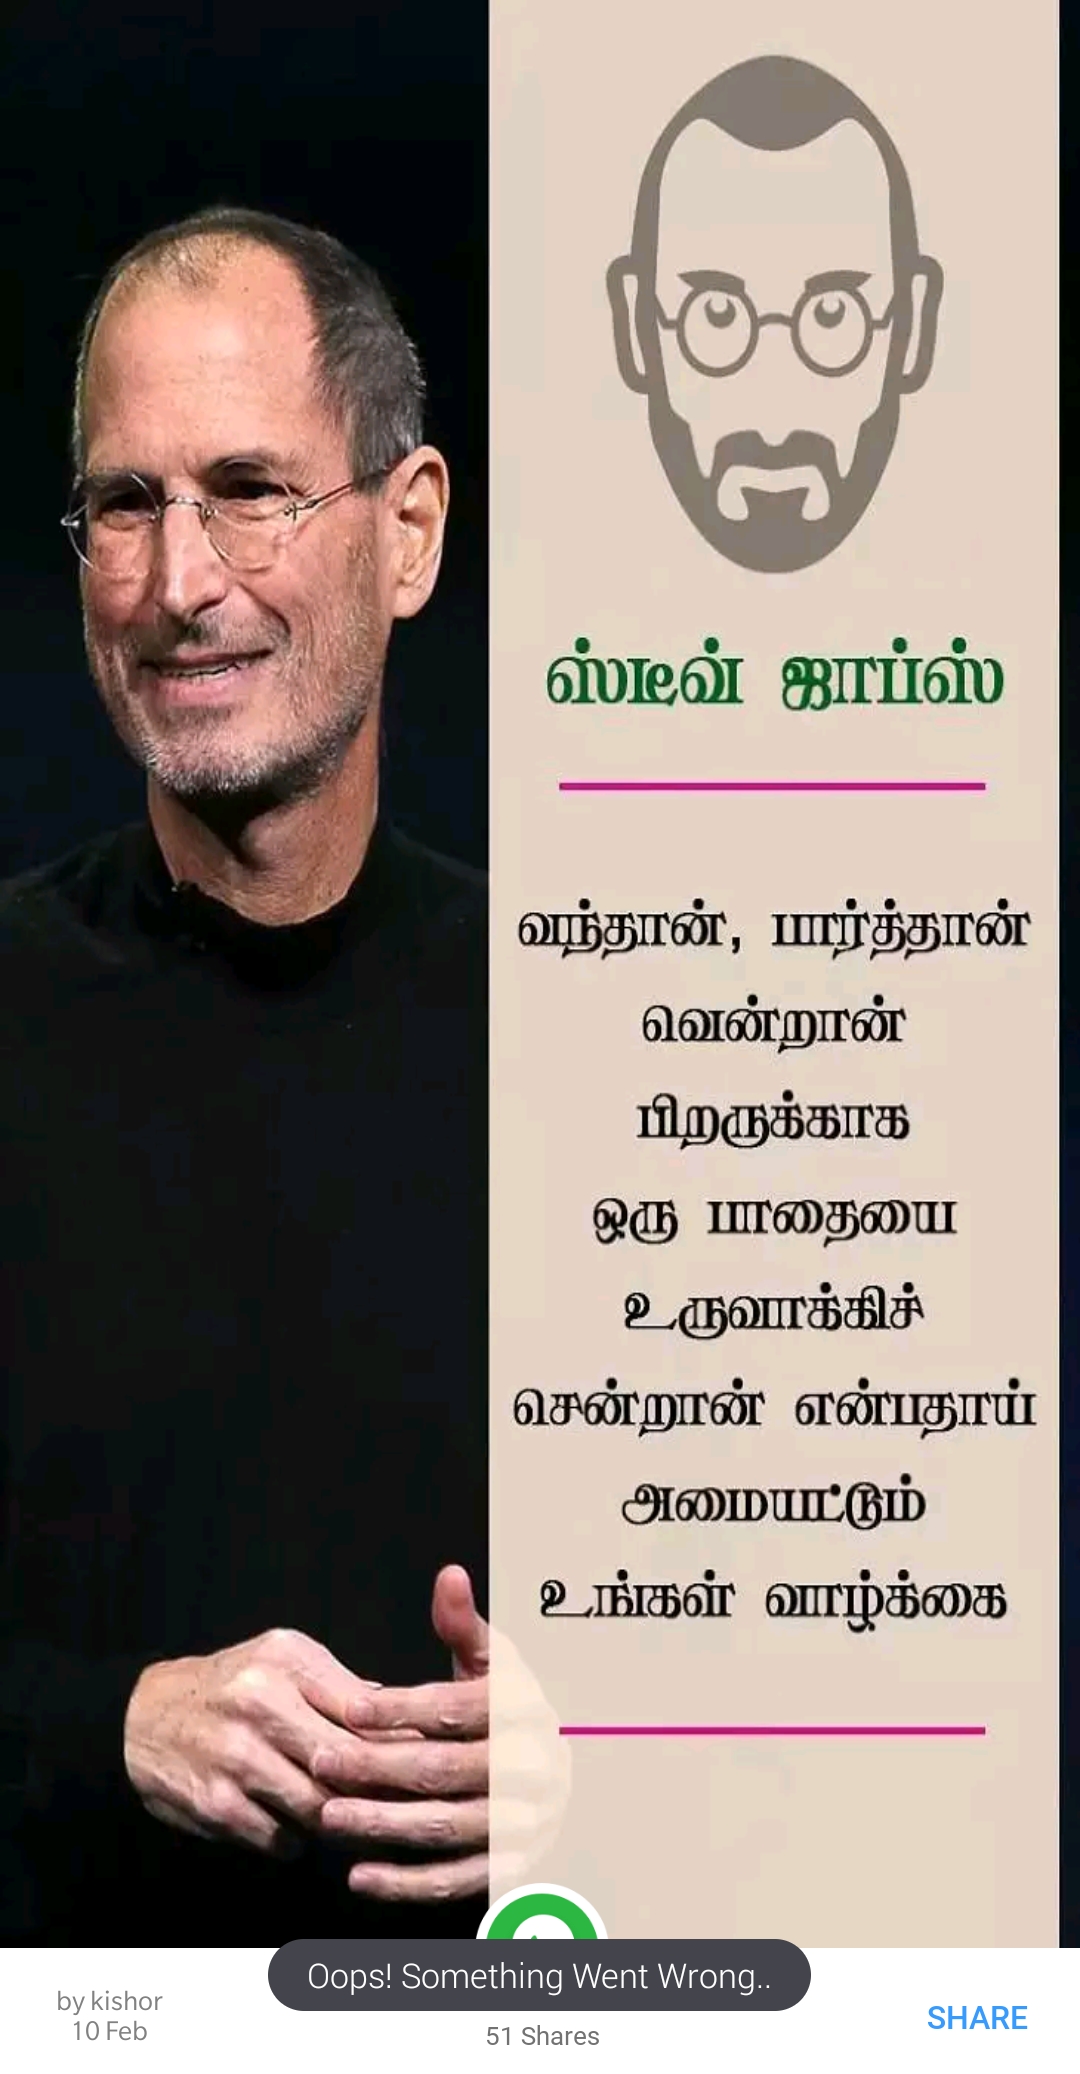 ஸ்டீவ் ஜாப்ஸ்
வந்தான், பார்த்தான்
வென்றான்
பிறருக்காக
ஒரு பாதையை
உருவாக்கிச்
சென்றான் என்பதாய்
அமையட்டும்
உங்கள் வாழ்க்கை
Oops! Something Went Wrong..
by kishor
10 Feb
51 Shares
SHARE